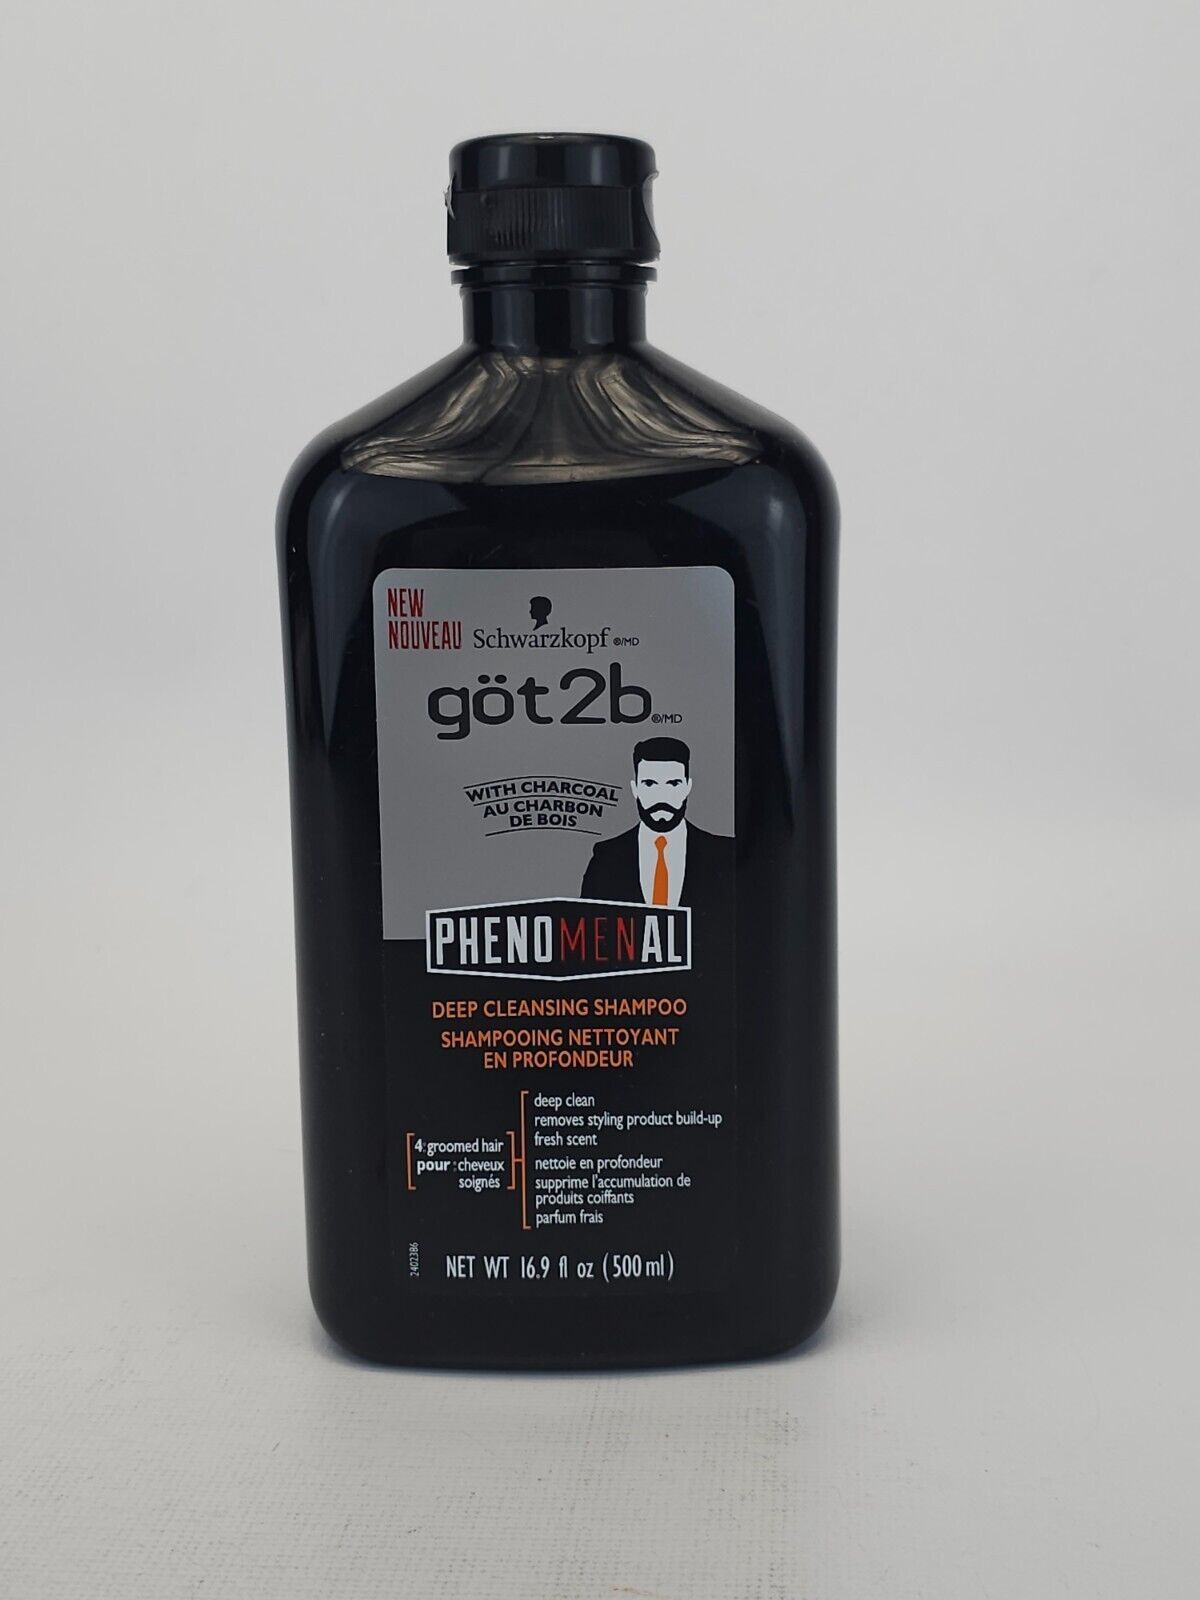 NEW
NOUVEAU
Schwarzkopf ®/MD
göt2b ®/MD
WITH CHARCOAL
AU CHARBON
DE BOIS
PHENOMENAL
DEEP CLEANSING SHAMPOO
SHAMPOOING NETTOYANT
EN PROFONDEUR
4:groomed hair
pour:cheveux
soignés
deep clean
removes styling product build-up
fresh scent
nettoie en profondeur
supprime l'accumulation de
produits coiffants
parfum frais
2402386
NET WT 16.9 fl oz (500 ml)